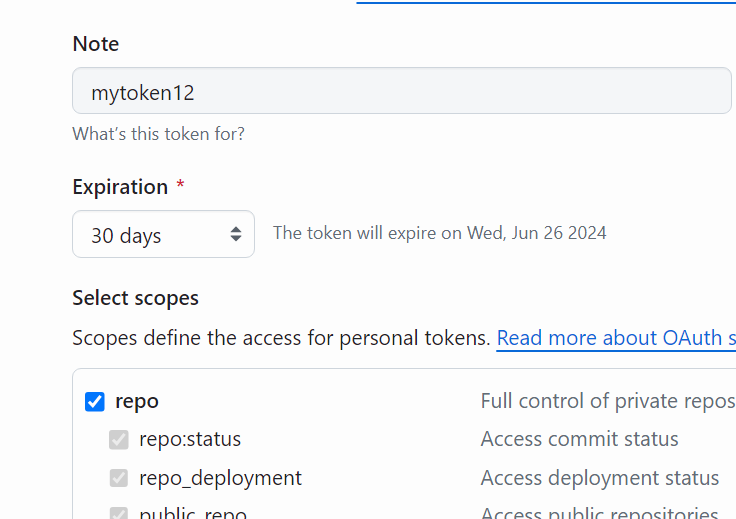 Note
mytoken12
What's this token for?
Expiration *
30 days The token will expire on Wed, Jun 26 2024
Select scopes
Scopes define the access for personal tokens. Read more about OAuth s
repo Full control of private repos
repo:status Access commit status
repo_deployment Access deployment status
public_repo Access public repositories